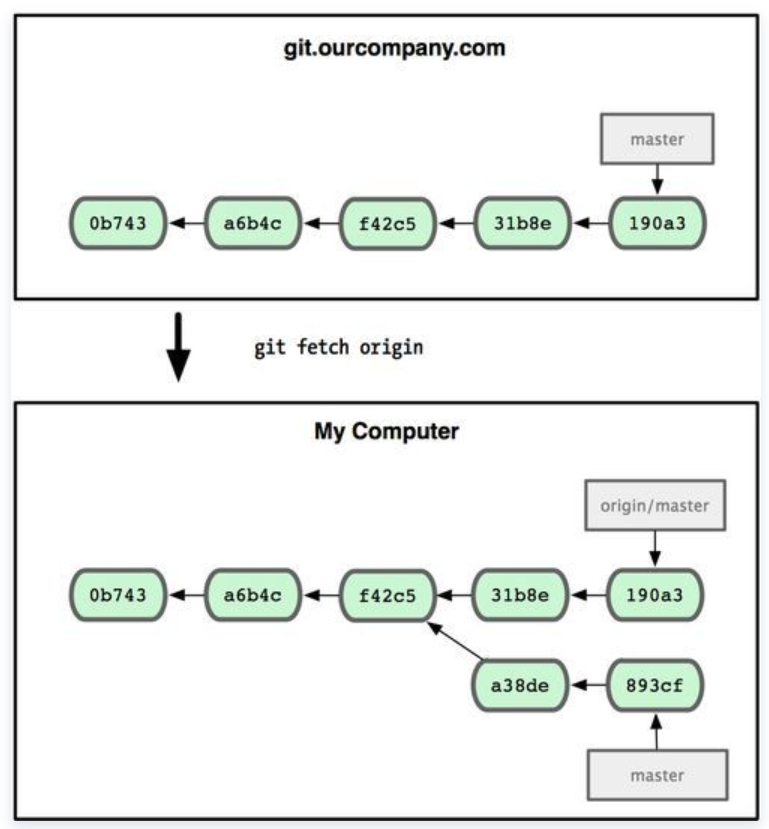 git.ourcompany.com
master
0b743 a6b4c f42c5 31b8e 190a3
git fetch origin
My Computer
origin/master
0b743 a6b4c f42c5 31b8e 190a3
a38de 893cf
master